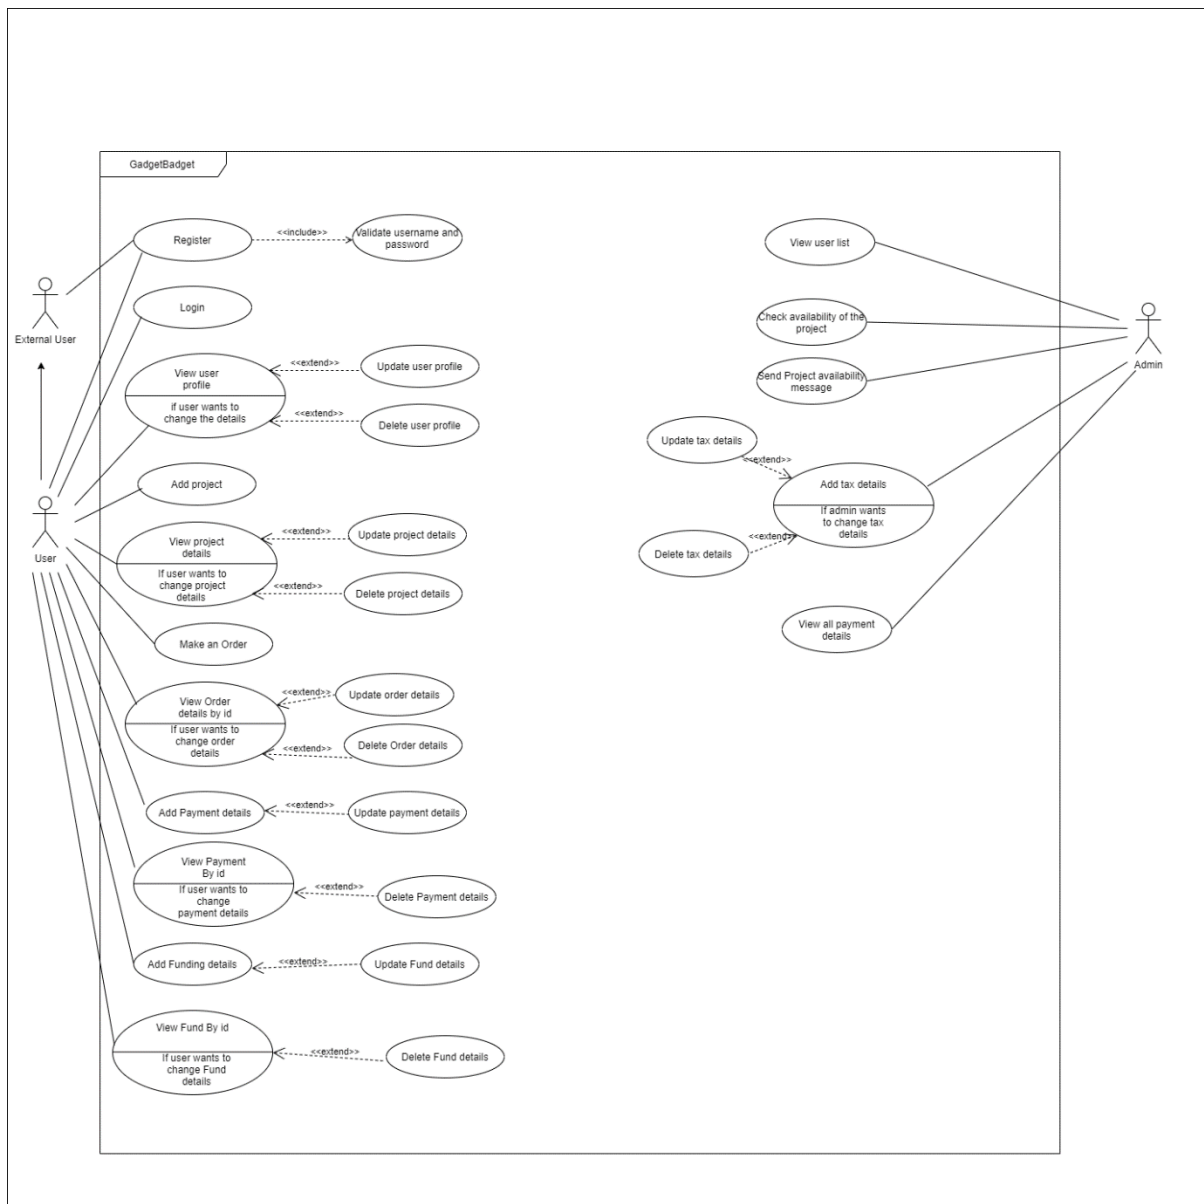 GadgetBadget
Register
<<include>>
Validate username and
password
View user list
External User
Login
Check availability of the
project
Admin
View user
profile
if user wants to
change the details
<<extend>>
Update user profile
<<extend>>
Delete user profile
Send Project availability
message
Update tax details
<<extend>>
Add tax details
If admin wants
to change tax
details
<<extend>>
Delete tax details
User
Add project
View project
details
If user wants to
change project
details
<<extend>>
Update project details
<<extend>>
Delete project details
Make an Order
View all payment
details
View Order
details by id
If user wants to
change order
details
<<extend>>
Update order details
<<extend>>
Delete Order details
Add Payment details
<<extend>>
Update payment details
View Payment
By id
If user wants to
change
payment details
<<extend>>
Delete Payment details
Add Funding details
<<extend>>
Update Fund details
View Fund By id
If user wants to
change Fund
details
<<extend>>
Delete Fund details